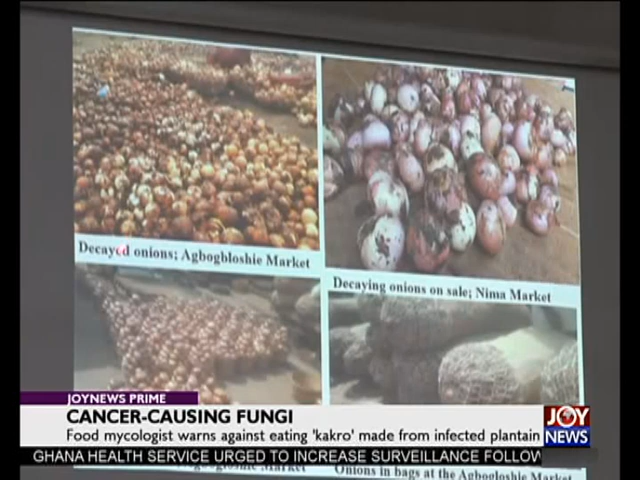 Decayed onions; Agbogbloshie Market
Decaying onions on sale; Nima Market
Onions in bags at the Agbogbloshie Market
JOYNEWS PRIME
CANCER-CAUSING FUNGI
Food mycologist warns against eating 'kakro' made from infected plantain
JOY
NEWS
GHANA HEALTH SERVICE URGED TO INCREASE SURVEILLANCE FOLLOW